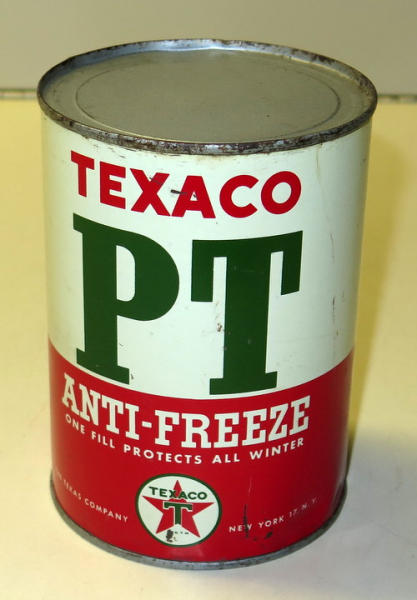 TEXACO
PT
ANTI-FREEZE
ONE FILL PROTECTS ALL WINTER
TEXAS COMPANY
TEXACO
T
NEW YORK 17, N. Y.